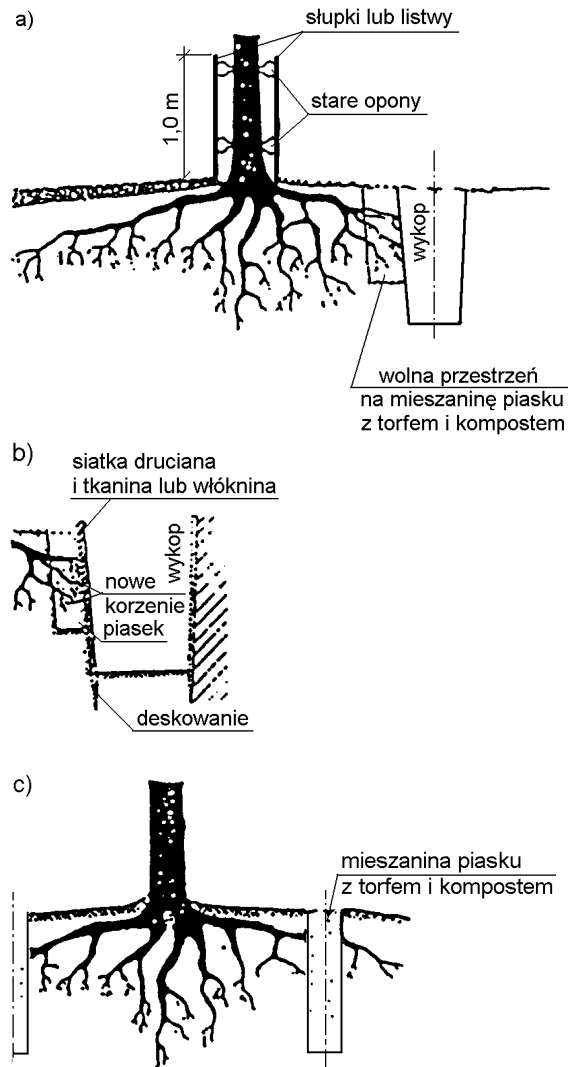 a)
słupki lub listwy
stare opony
1,0 m
wykop
wolna przestrzeń
na mieszaninę piasku
z torfem i kompostem
b)
siatka druciana
i tkanina lub włóknina
wykop
nowe
korzenie
piasek
deskowanie
c)
mieszanina piasku
z torfem i kompostem